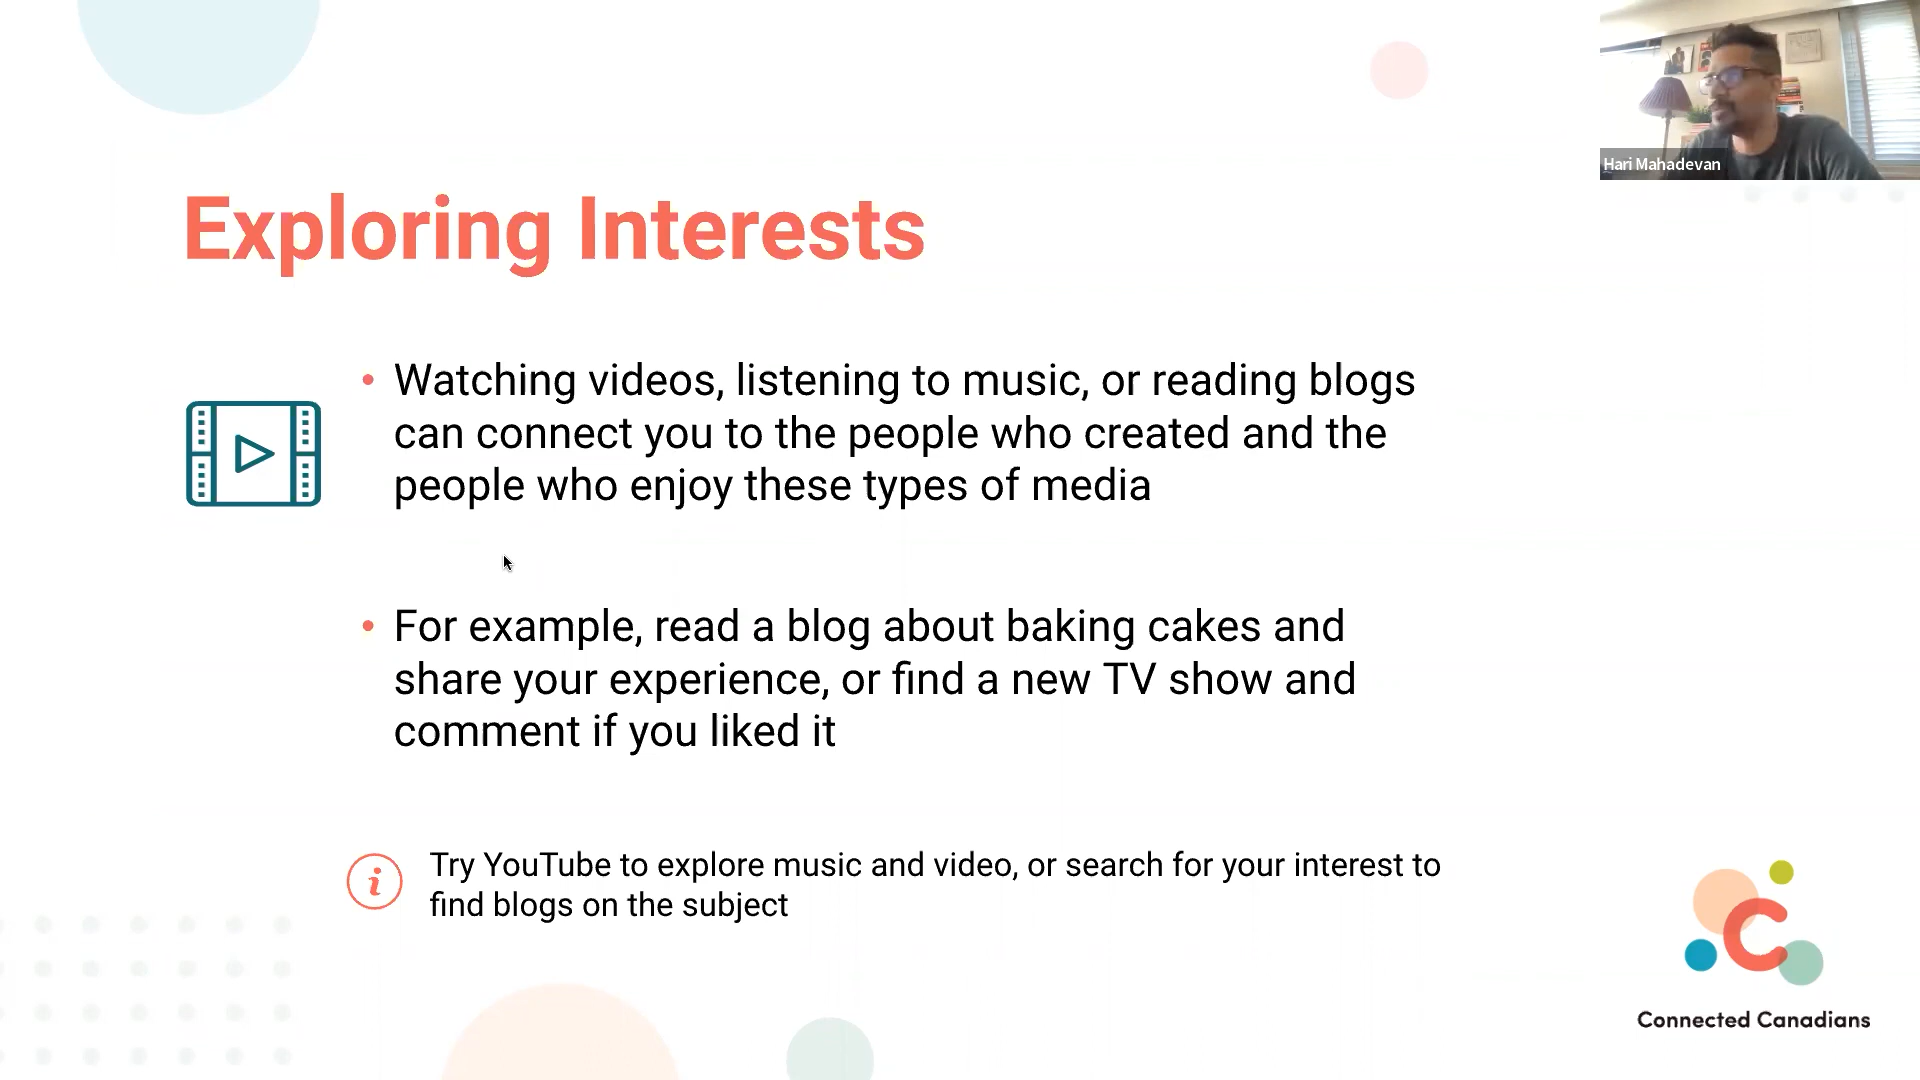 Hari Mahadevan
Exploring Interests
• Watching videos, listening to music, or reading blogs
can connect you to the people who created and the
people who enjoy these types of media
• For example, read a blog about baking cakes and
share your experience, or find a new TV show and
comment if you liked it
i
Try YouTube to explore music and video, or search for your interest to
find blogs on the subject
C
Connected Canadians